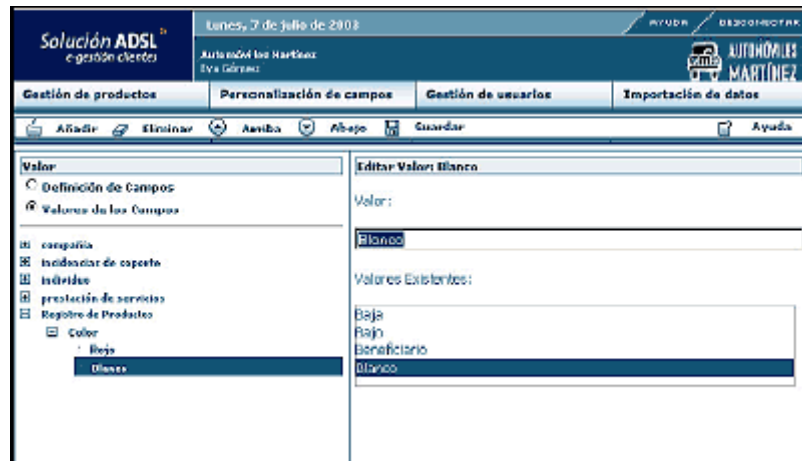 Solución ADSL
e-gestión clientes
Lunes, 7 de julio de 2003
AYUDA
DESCONECTAR
Automóviles Martínez
Eva Gómez
AUTOMÓVILES
MARTÍNEZ
Gestión de productos
Personalización de campos
Gestión de usuarios
Importación de datos
Añadir
Eliminar
Arriba
Abajo
Guardar
Ayuda
Valor
Definición de Campos
Valores de los Campos
compañía
incidencias de soporte
individuo
prestación de servicios
Registro de Productos
Color
Rojo
Blanco
Editar Valor: Blanco
Valor:
Blanco
Valores Existentes:
Baja
Bajo
Beneficiario
Blanco